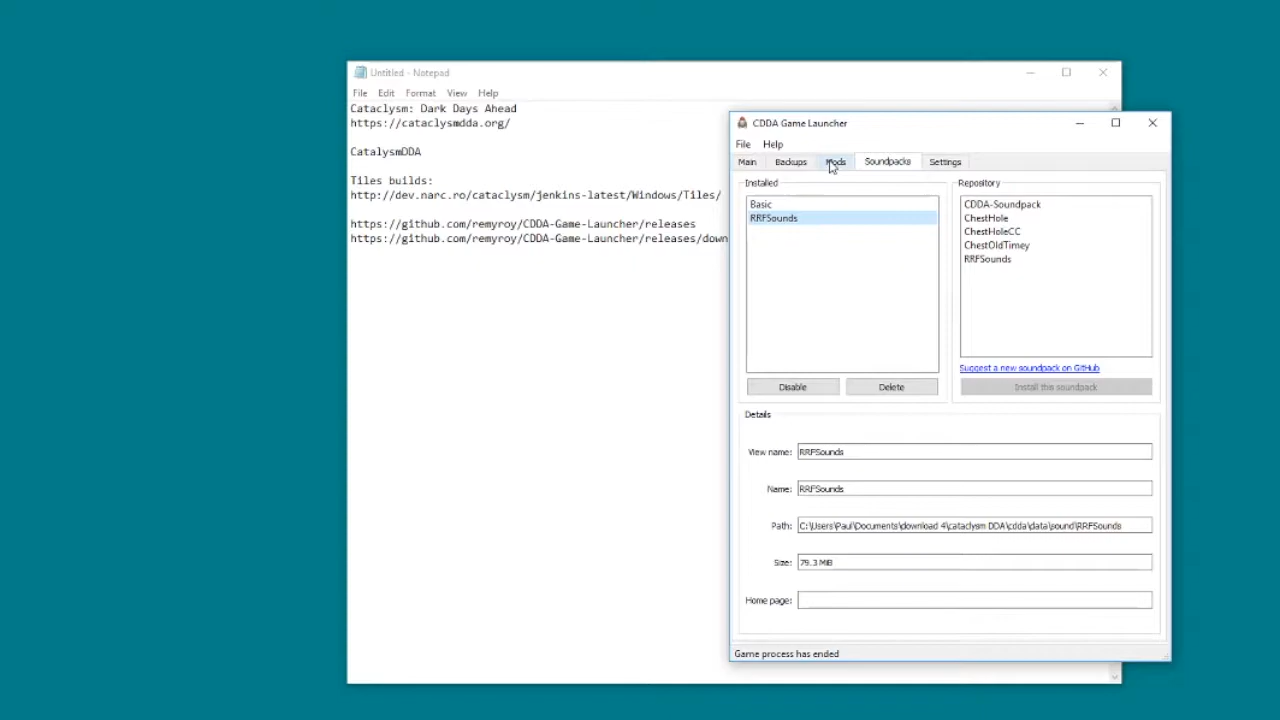 Untitled - Notepad
File Edit Format View Help
Cataclysm: Dark Days Ahead
https://cataclysmdda.org/
CatalysmDDA
Tiles builds:
http://dev.narc.ro/cataclysm/jenkins-latest/Windows/Tiles/
https://github.com/remyroy/CDDA-Game-Launcher/releases
https://github.com/remyroy/CDDA-Game-Launcher/releases/down
CDDA Game Launcher
File Help
Main Backups Mods Soundpacks Settings
Installed
Basic
RRFSounds
Disable Delete
Repository
CDDA-Soundpack
ChestHole
ChestHoleCC
ChestOldTimey
RRFSounds
Suggest a new soundpack on GitHub
Install this soundpack
Details
View name: RRFSounds
Name: RRFSounds
Path: C:\Users\Paul\Documents\download 4\cataclysm DDA\cdda\data\sound\RRFSounds
Size: 79.3 MiB
Home page:
Game process has ended